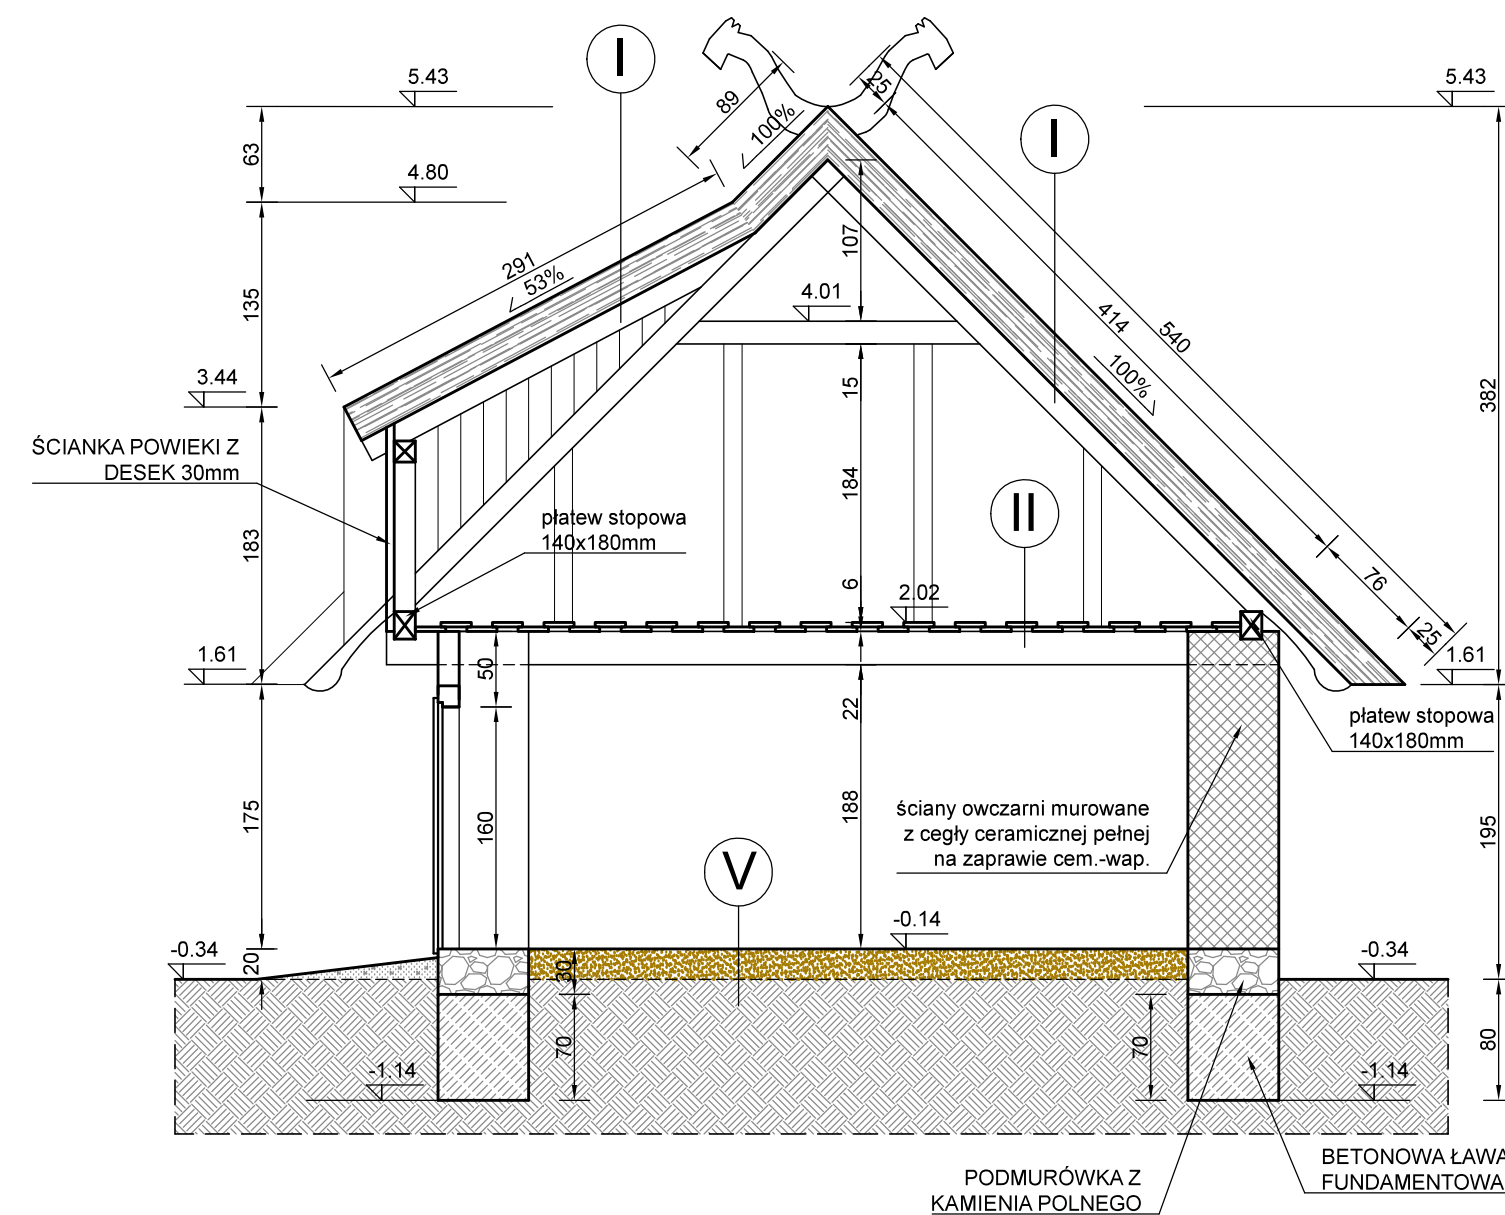 I
5.43
5.43
25
89
100%
I
63
4.80
107
291
53%
4.01
135
414
540
100%
3.44
15
382
ŚCIANKA POWIEKI Z
DESEK 30mm
184
II
183
płatew stopowa
140x180mm
6
2.02
76
25
1.61
50
1.61
22
płatew stopowa
140x180mm
175
160
188
ściany owczarni murowane
z cegły ceramicznej pełnej
na zaprawie cem.-wap.
195
V
-0.14
-0.34
20
30
-0.34
70
70
80
-1.14
-1.14
BETONOWA ŁAWA
FUNDAMENTOWA
PODMURÓWKA Z
KAMIENIA POLNEGO